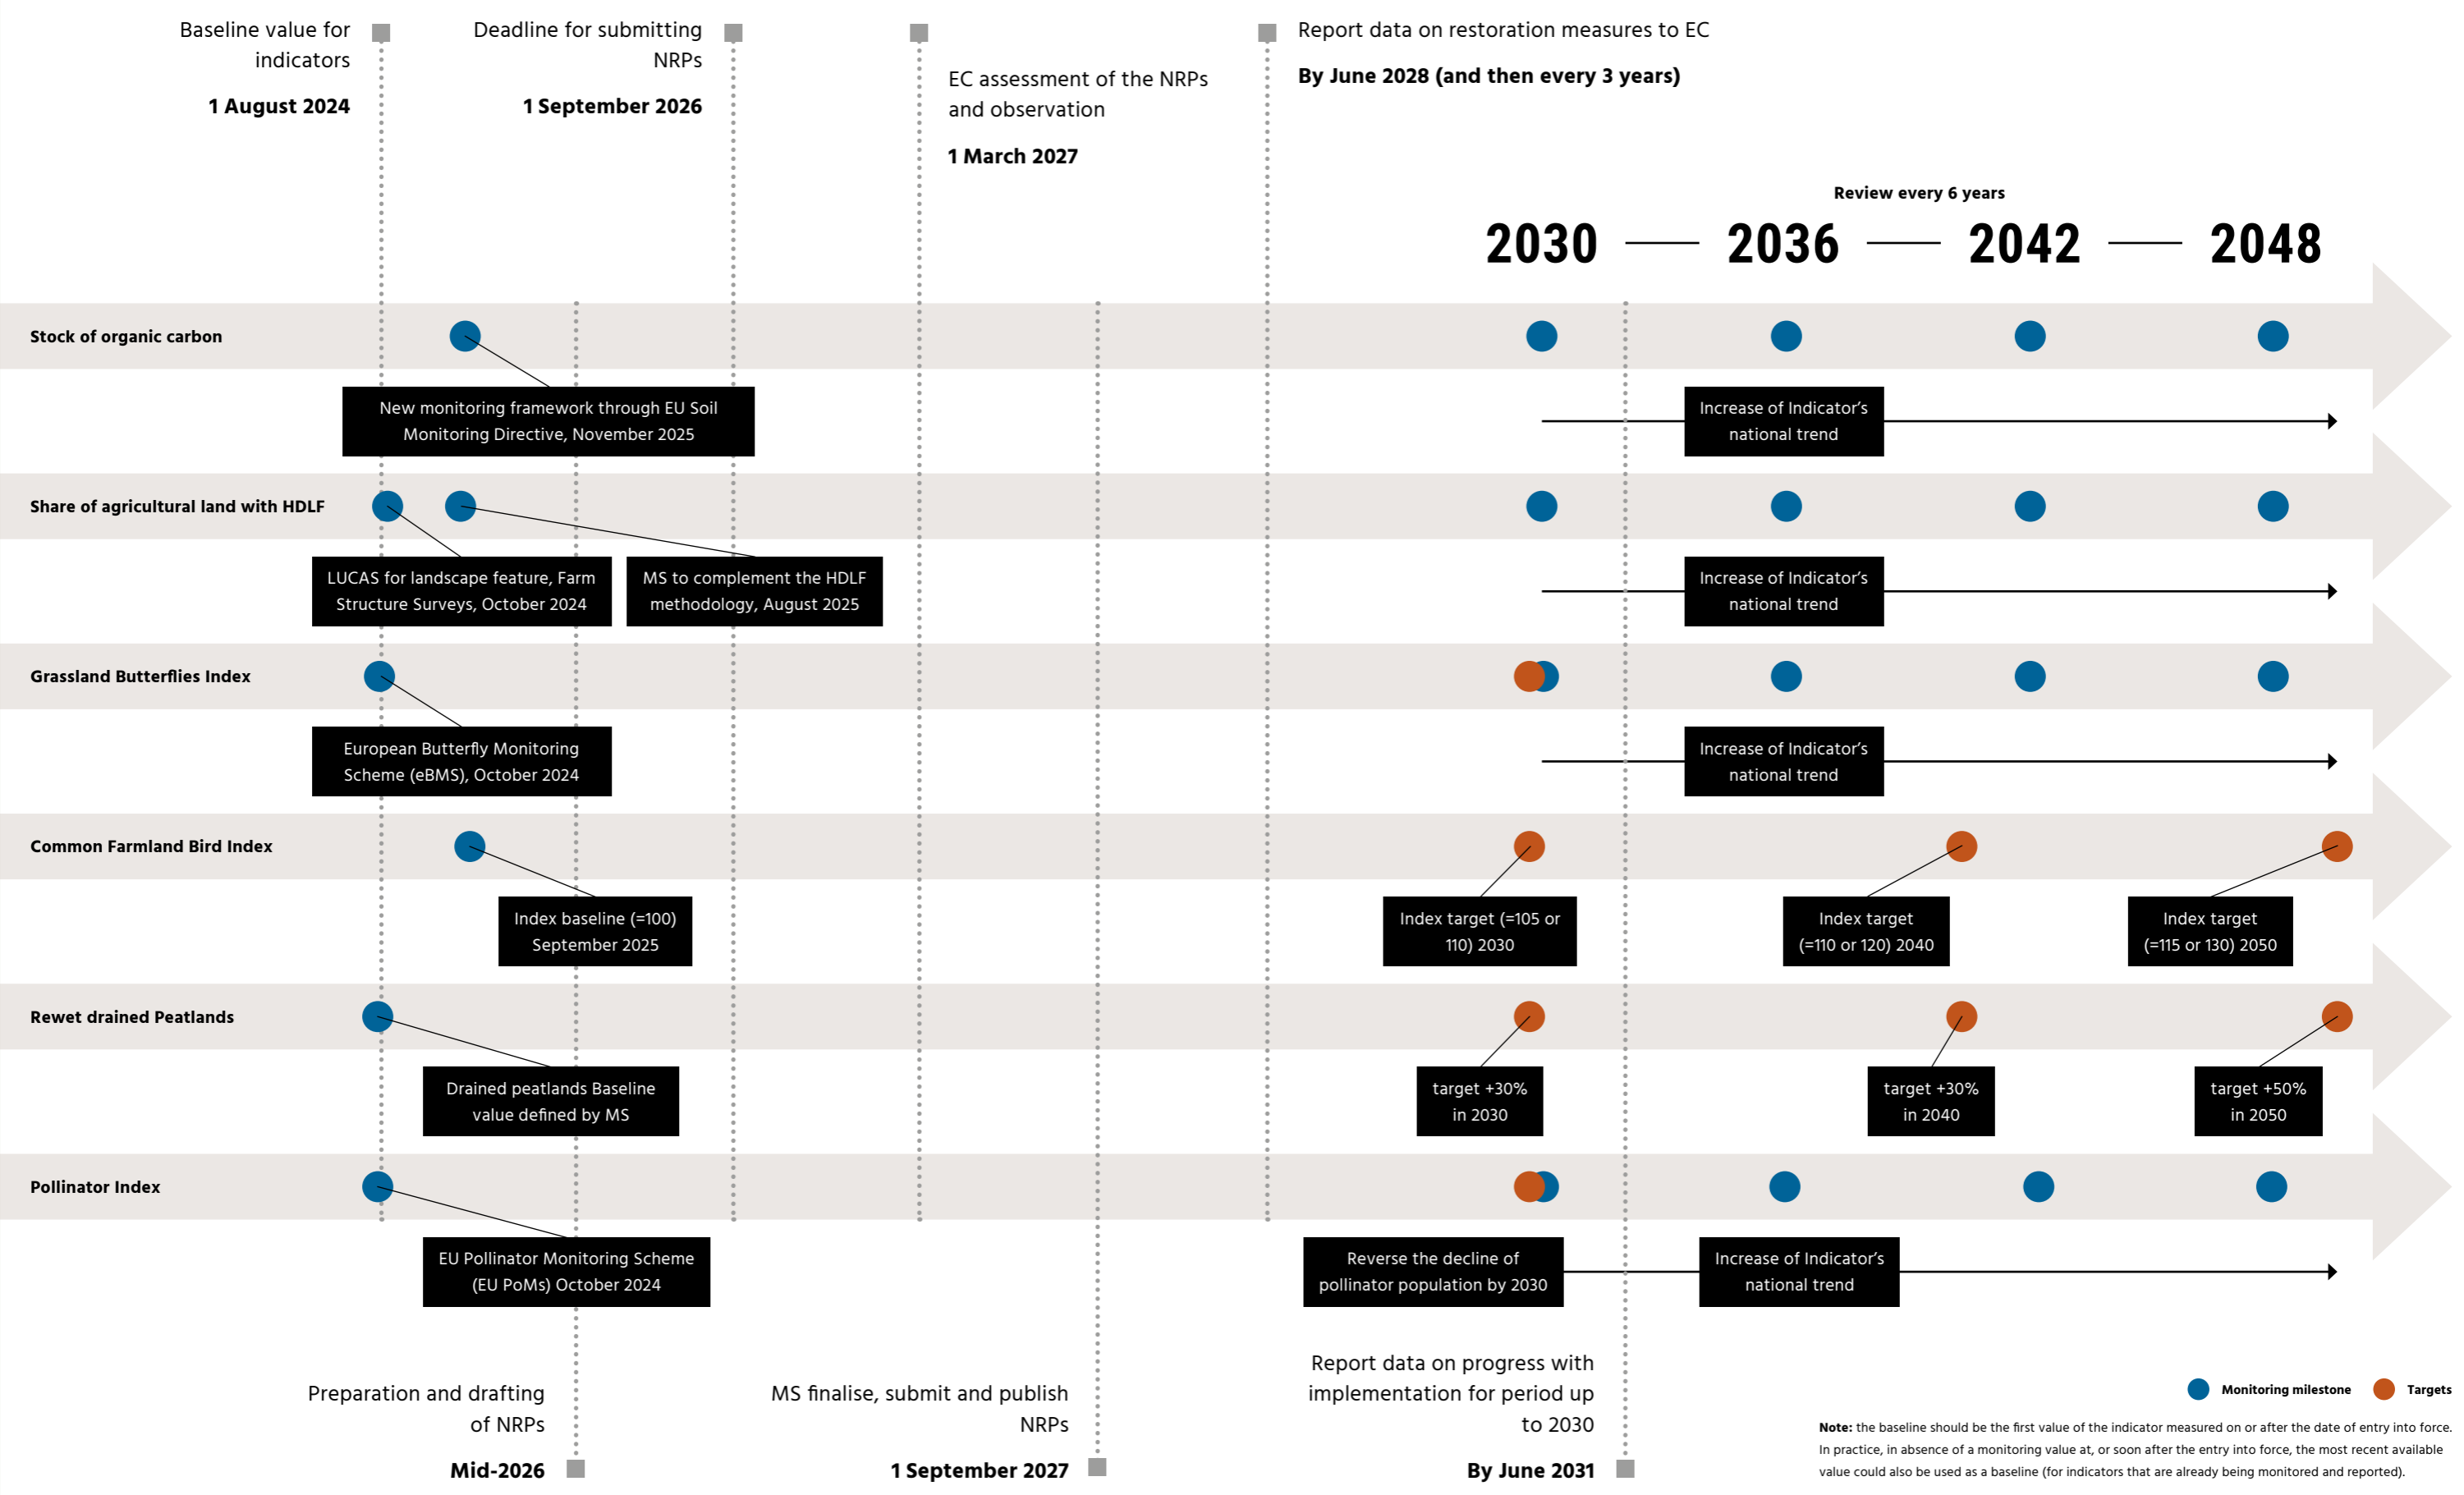 Baseline value for
indicators
1 August 2024
Deadline for submitting
NRPs
1 September 2026
EC assessment of the NRPs
and observation
1 March 2027
Report data on restoration measures to EC
By June 2028 (and then every 3 years)
Review every 6 years
2030
2036
2042
2048
Stock of organic carbon
New monitoring framework through EU Soil
Monitoring Directive, November 2025
Increase of Indicator’s
national trend
Share of agricultural land with HDLF
LUCAS for landscape feature, Farm
Structure Surveys, October 2024
MS to complement the HDLF
methodology, August 2025
Increase of Indicator’s
national trend
Grassland Butterflies Index
European Butterfly Monitoring
Scheme (eBMS), October 2024
Increase of Indicator’s
national trend
Common Farmland Bird Index
Index baseline (=100)
September 2025
Index target (=105 or
110) 2030
Index target
(=110 or 120) 2040
Index target
(=115 or 130) 2050
Rewet drained Peatlands
Drained peatlands Baseline
value defined by MS
target +30%
in 2030
target +30%
in 2040
target +50%
in 2050
Pollinator Index
EU Pollinator Monitoring Scheme
(EU PoMs) October 2024
Reverse the decline of
pollinator population by 2030
Increase of Indicator’s
national trend
Preparation and drafting
of NRPs
Mid-2026
MS finalise, submit and publish
NRPs
1 September 2027
Report data on progress with
implementation for period up
to 2030
By June 2031
Monitoring milestone
Targets
Note: the baseline should be the first value of the indicator measured on or after the date of entry into force.
In practice, in absence of a monitoring value at, or soon after the entry into force, the most recent available
value could also be used as a baseline (for indicators that are already being monitored and reported).